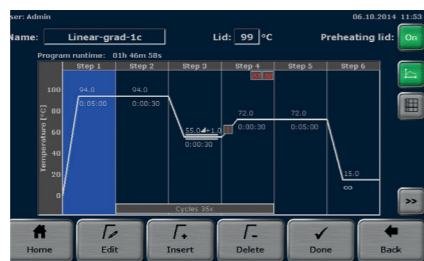 ser: Admin 06.10.2014 11:53
ame: Linear-grad-1c Lid: 99 °C Preheating lid: On
Program runtime: 01h 46m 58s
Step 1 Step 2 Step 3 Step 4 Step 5 Step 6
Temperature [°C]
100
80
60
40
20
0
94.0 94.0
0:05:00 0:00:30
55.0 +1.0
0:00:30
72.0 72.0
0:00:30 0:05:00
15.0
∞
Cycles 35x
>>
Home Edit Insert Delete Done Back